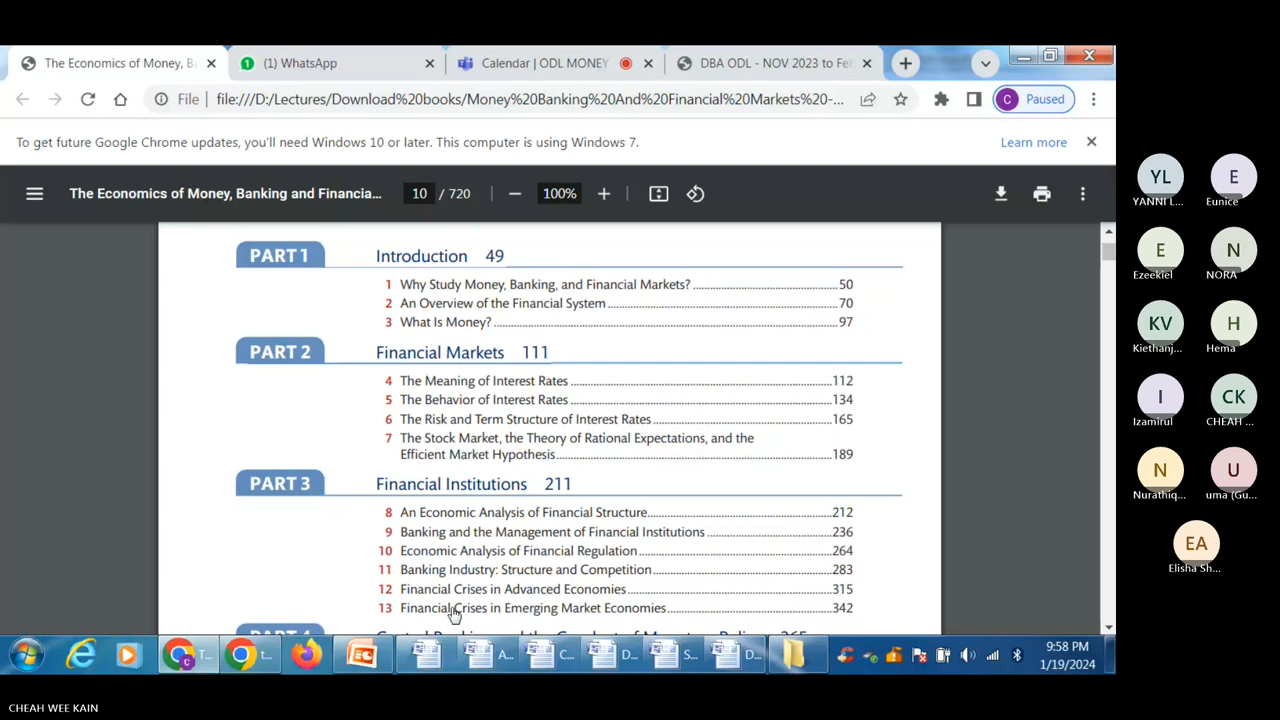 The Economics of Money, B
(1) WhatsApp
Calendar | ODL MONEY
DBA ODL - NOV 2023 to Fe
File
file:///D:/Lecture/Download%20books/Money%20Banking%20And%20Financial%20Markets%20-...
C
Paused
To get future Google Chrome updates, you'll need Windows 10 or later. This computer is using Windows 7.
Learn more
The Economics of Money, Banking and Financia...
10 / 720
100%
PART 1 Introduction 49
1 Why Study Money, Banking, and Financial Markets? 50
2 An Overview of the Financial System 70
3 What Is Money? 97
PART 2 Financial Markets 111
4 The Meaning of Interest Rates 112
5 The Behavior of Interest Rates 134
6 The Risk and Term Structure of Interest Rates 165
7 The Stock Market, the Theory of Rational Expectations, and the
Efficient Market Hypothesis 189
PART 3 Financial Institutions 211
8 An Economic Analysis of Financial Structure 212
9 Banking and the Management of Financial Institutions 236
10 Economic Analysis of Financial Regulation 264
11 Banking Industry: Structure and Competition 283
12 Financial Crises in Advanced Economies 315
13 Financial Crises in Emerging Market Economies 342
T...
t...
A...
C...
D...
S...
D...
9:58 PM
1/19/2024
YL
YANNI L...
E
Eunice
E
Ezeekiel
N
NORA
KV
Kiethanj...
H
Hema
I
Izamirul
CK
CHEAH ...
N
Nurathiq...
U
uma (Gu...
EA
Elisha Sh...
CHEAH WEE KAIN